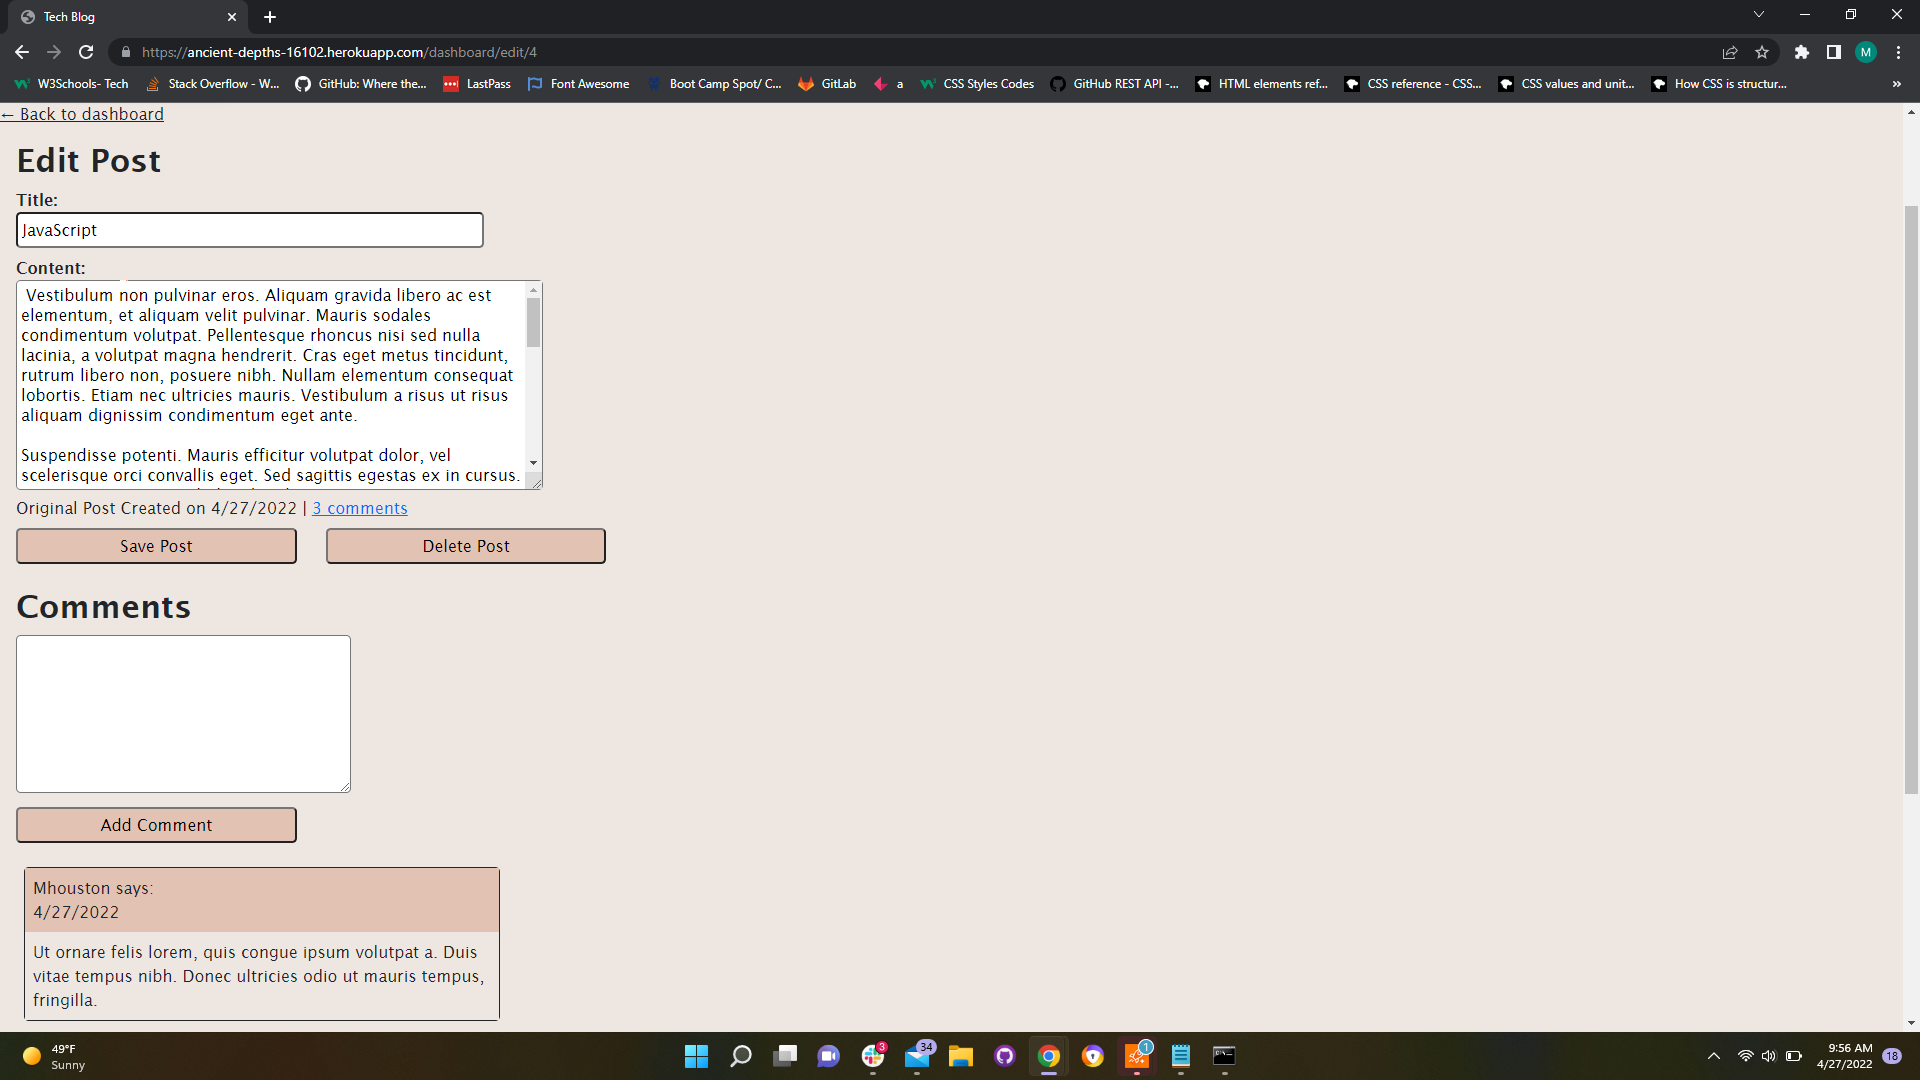 Tech Blog
https://ancient-depths-16102.herokuapp.com/dashboard/edit/4
M
W3Schools- Tech
Stack Overflow - W...
GitHub: Where the...
LastPass
Font Awesome
Boot Camp Spot/ C...
GitLab
a
CSS Styles Codes
GitHub REST API -...
HTML elements ref...
CSS reference - CSS...
CSS values and unit...
How CSS is structur...
»
← Back to dashboard
Edit Post
Title:
JavaScript
Content:
Vestibulum non pulvinar eros. Aliquam gravida libero ac est
elementum, et aliquam velit pulvinar. Mauris sodales
condimentum volutpat. Pellentesque rhoncus nisi sed nulla
lacinia, a volutpat magna hendrerit. Cras eget metus tincidunt,
rutrum libero non, posuere nibh. Nullam elementum consequat
lobortis. Etiam nec ultricies mauris. Vestibulum a risus ut risus
aliquam dignissim condimentum eget ante.
Suspendisse potenti. Mauris efficitur volutpat dolor, vel
scelerisque orci convallis eget. Sed sagittis egestas ex in cursus.
Original Post Created on 4/27/2022 | 3 comments
Save Post
Delete Post
Comments
Add Comment
Mhouston says:
4/27/2022
Ut ornare felis lorem, quis congue ipsum volutpat a. Duis
vitae tempus nibh. Donec ultricies odio ut mauris tempus,
fringilla.
49°F
Sunny
3
34
1
9:56 AM
4/27/2022
18